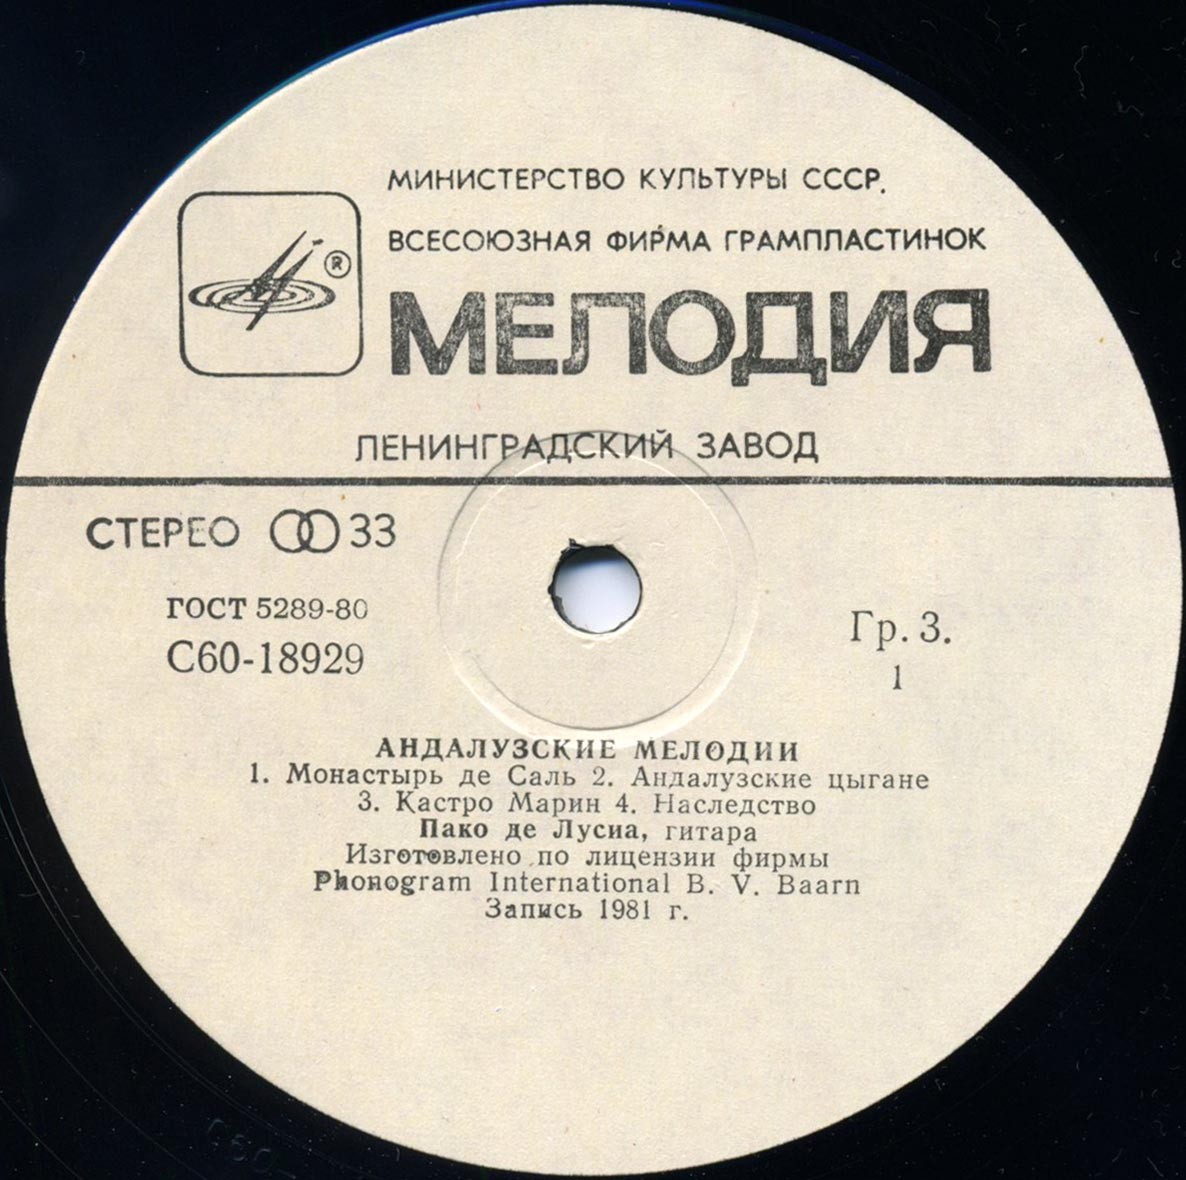 МИНИСТЕРСТВО КУЛЬТУРЫ СССР.
ВСЕСОЮЗНАЯ ФИРМА ГРАМПЛАСТИНОК
®
МЕЛОДИЯ
ЛЕНИНГРАДСКИЙ ЗАВОД
СТЕРЕО 33
ГОСТ 5289-80
С60-18929
Гр. 3.
1
АНДАЛУЗСКИЕ МЕЛОДИИ
1. Монастырь де Саль 2. Андалузские цыгане
3. Кастро Марин 4. Наследство
Пако де Лусиа, гитара
Изготовлено по лицензии фирмы
Phonogram International B. V. Baarn
Запись 1981 г.